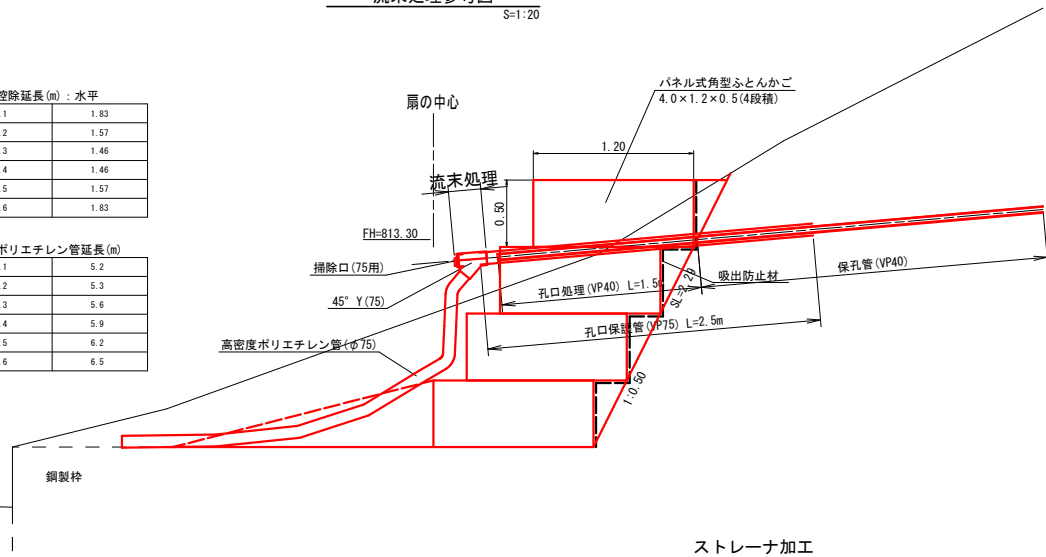 S=1:20
控除延長(m)：水平
.1 1.83
.2 1.57
.3 1.46
.4 1.46
.5 1.57
.6 1.83
ポリエチレン管延長(m)
.1 5.2
.2 5.3
.3 5.6
.4 5.9
.5 6.2
.6 6.5
扇の中心
パネル式角型ふとんかご
4.0×1.2×0.5(4段積)
1.20
流末処理
0.50
FH=813.30
掃除口(75用)
45° Y(75)
高密度ポリエチレン管(φ75)
孔口処理(VP40) L=1.5
SL=2.29
吸出防止材
保孔管(VP40)
孔口保護管(VP75) L=2.5m
1:0.50
鋼製枠
ストレーナ加工